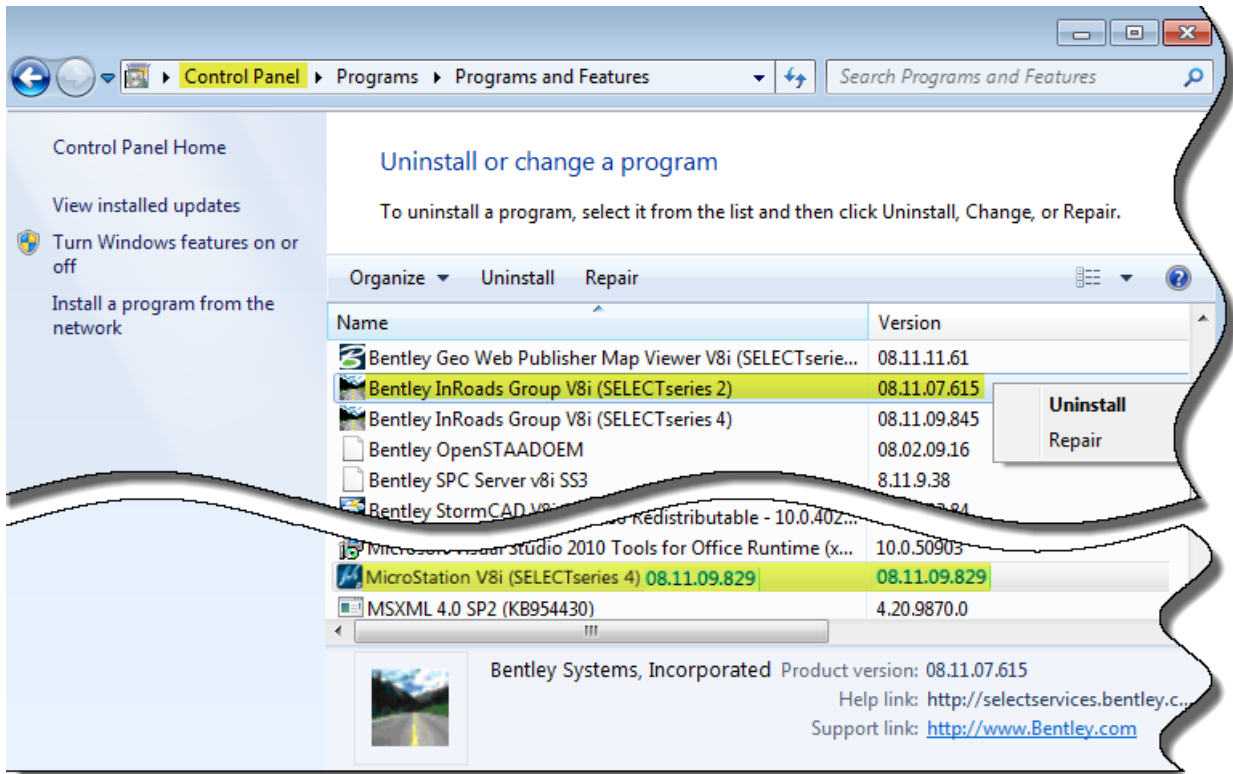 Control Panel Programs Programs and Features Search Programs and Features
Control Panel Home
View installed updates
Turn Windows features on or
off
Install a program from the
network
Uninstall or change a program
To uninstall a program, select it from the list and then click Uninstall, Change, or Repair.
Organize Uninstall Repair
Name Version
Bentley Geo Web Publisher Map Viewer V8i (SELECTserie... 08.11.11.61
Bentley InRoads Group V8i (SELECTseries 2) 08.11.07.615
Bentley InRoads Group V8i (SELECTseries 4) 08.11.09.845
Bentley OpenSTAADOEM 08.02.09.16
Bentley SPC Server v8i SS3 8.11.9.38
Uninstall
Repair
Bentley StormCAD
Redistributable - 10.0.402...
Microsoft Visual Studio 2010 Tools for Office Runtime (x... 10.0.50903
MicroStation V8i (SELECTseries 4) 08.11.09.829 08.11.09.829
MSXML 4.0 SP2 (KB954430) 4.20.9870.0
Bentley Systems, Incorporated Product version: 08.11.07.615
Help link: http://selectservices.bentley.c...
Support link: http://www.Bentley.com